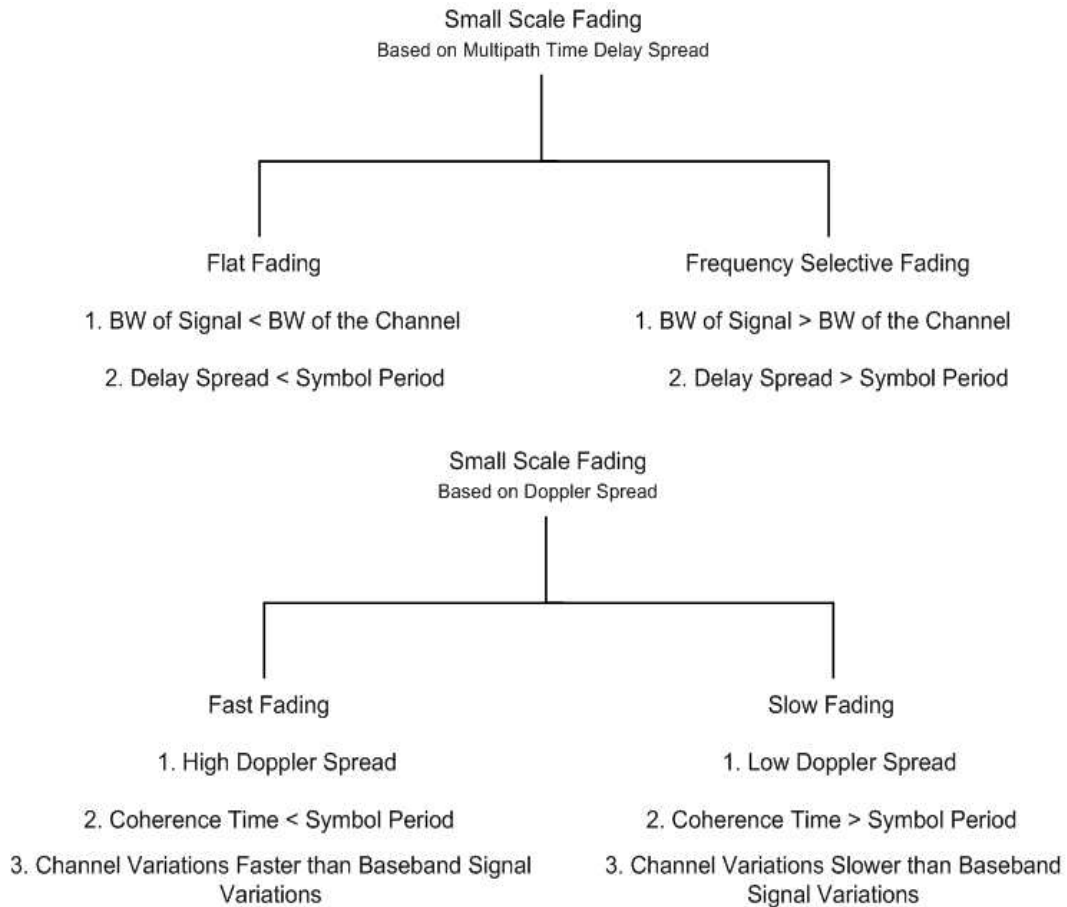 Small Scale Fading
Based on Multipath Time Delay Spread
Flat Fading
1. BW of Signal < BW of the Channel
2. Delay Spread < Symbol Period
Frequency Selective Fading
1. BW of Signal > BW of the Channel
2. Delay Spread > Symbol Period
Small Scale Fading
Based on Doppler Spread
Fast Fading
1. High Doppler Spread
2. Coherence Time < Symbol Period
3. Channel Variations Faster than Baseband Signal
Variations
Slow Fading
1. Low Doppler Spread
2. Coherence Time > Symbol Period
3. Channel Variations Slower than Baseband
Signal Variations